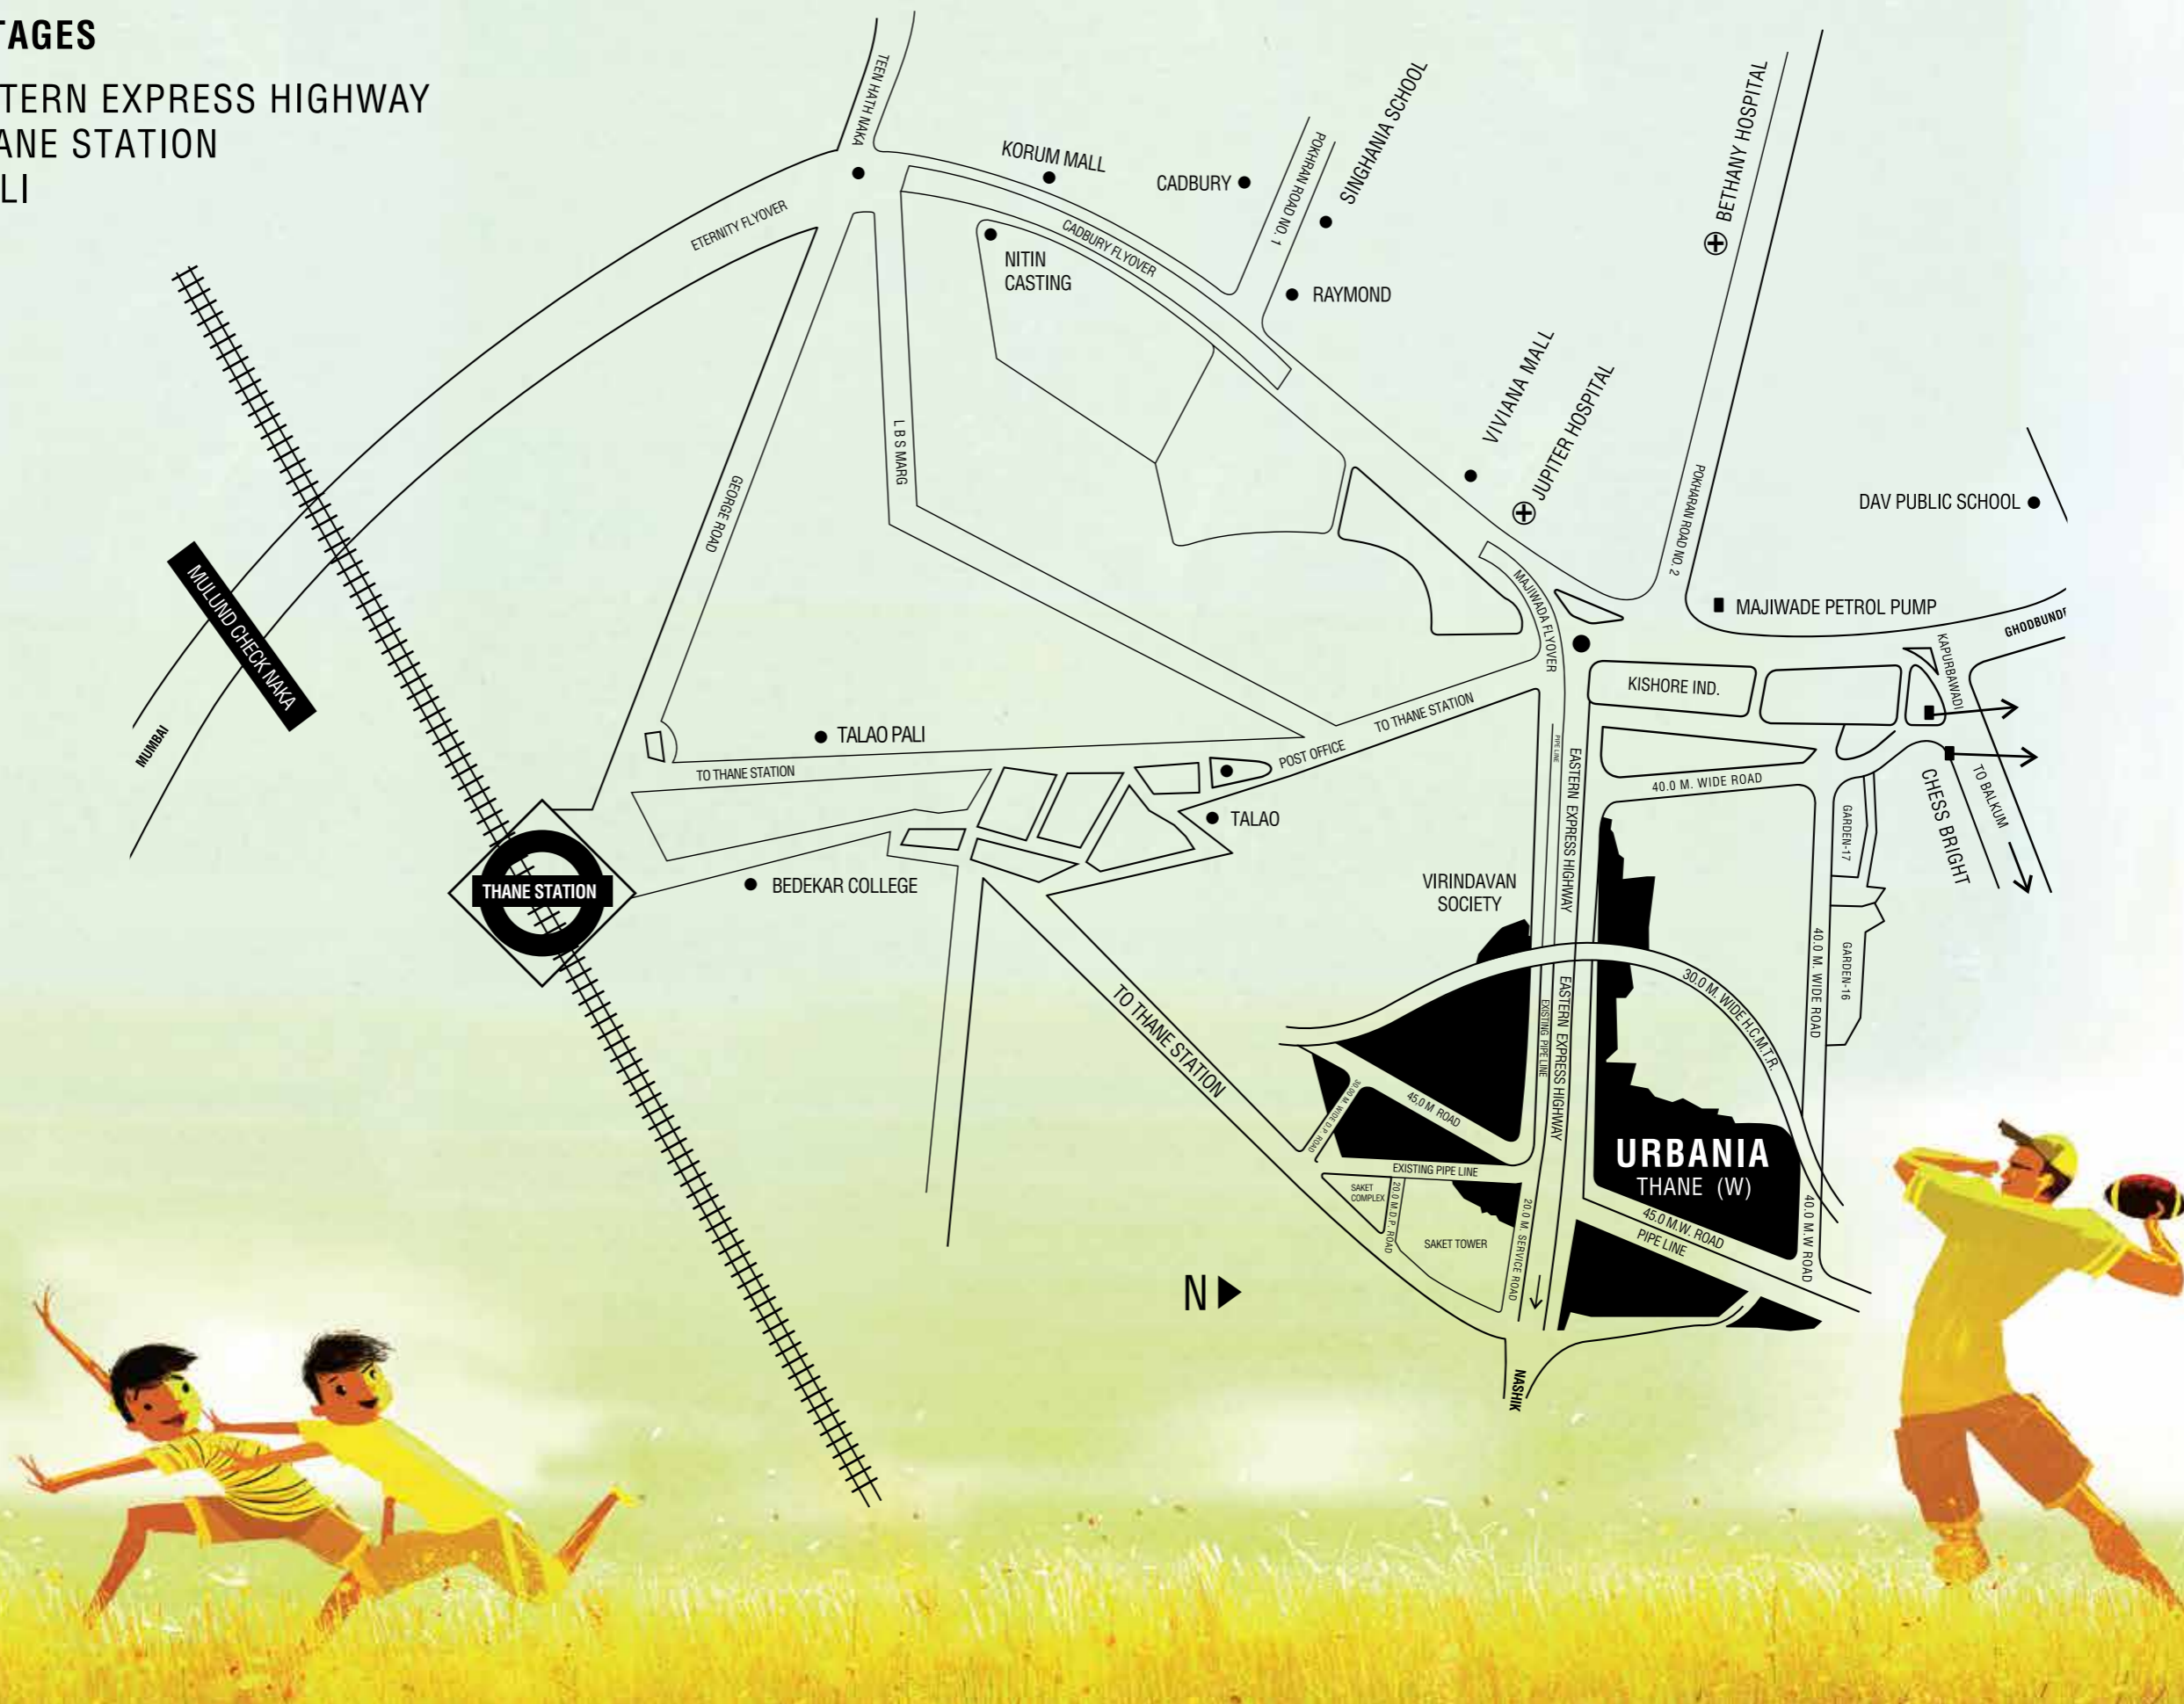 TAGES
TERN EXPRESS HIGHWAY
ANE STATION
LI
TEEN HATH NAKA
KORUM MALL
CADBURY
POKHRAN ROAD NO. 1
SINGHANIA SCHOOL
BETHANY HOSPITAL
ETERNITY FLYOVER
CADBURY FLYOVER
NITIN
CASTING
RAYMOND
VIVIANA MALL
JUPITER HOSPITAL
L B S MARG
GEORGE ROAD
POKHARAN ROAD NO. 2
DAV PUBLIC SCHOOL
MULUND CHECK NAKA
MUMBAI
MAJIWADA FLYOVER
MAJIWADE PETROL PUMP
GHODBUNDE
KAPURBAWADI
KISHORE IND.
TALAO PALI
TO THANE STATION
POST OFFICE
TO THANE STATION
PIPE LINE
EASTERN EXPRESS HIGHWAY
40.0 M. WIDE ROAD
CHESS BRIGHT
TO BALKUM
TALAO
GARDEN-17
THANE STATION
BEDEKAR COLLEGE
VIRINDAVAN
SOCIETY
40.0 M. WIDE ROAD
GARDEN-16
TO THANE STATION
EXISTING PIPE LINE
EASTERN EXPRESS HIGHWAY
30.0 M. WIDE H.C.M.T.R.
30.00 M. WIDE D.P. ROAD
45.0 M ROAD
URBANIA
THANE (W)
EXISTING PIPE LINE
SAKET
COMPLEX
20.0 M.D.P. ROAD
SAKET TOWER
20.0 M. SERVICE ROAD
45.0 M.W. ROAD
PIPE LINE
40.0 M.W ROAD
N
NASHIK